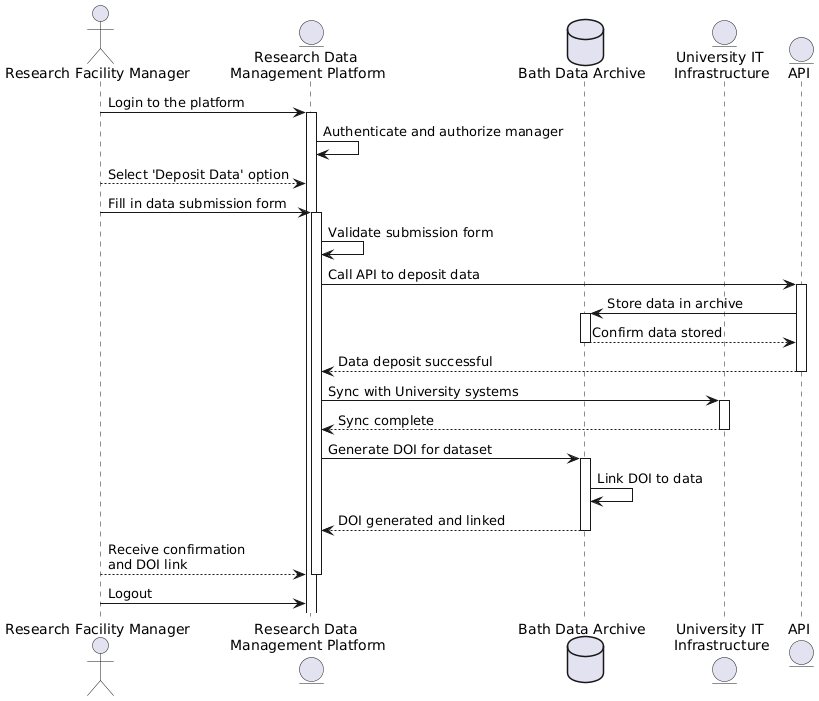 Research Facility Manager
Research Data
Management Platform
Bath Data Archive
University IT
Infrastructure
API
Login to the platform
Authenticate and authorize manager
Select 'Deposit Data' option
Fill in data submission form
Validate submission form
Call API to deposit data
Store data in archive
Confirm data stored
Data deposit successful
Sync with University systems
Sync complete
Generate DOI for dataset
Link DOI to data
DOI generated and linked
Receive confirmation
and DOI link
Logout
Research Facility Manager
Research Data
Management Platform
Bath Data Archive
University IT
Infrastructure
API